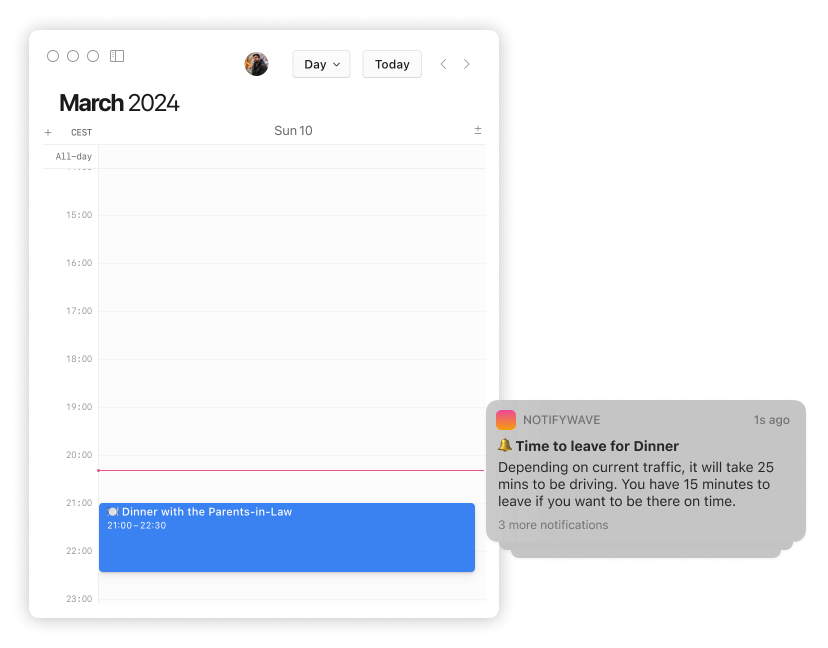 Day
Today
March 2024
+ CEST Sun 10 ±
All-day
15:00
16:00
17:00
18:00
19:00
20:00
21:00
🍽️ Dinner with the Parents-in-Law
21:00–22:30
22:00
23:00
NOTIFYWAVE 1s ago
🔔 Time to leave for Dinner
Depending on current traffic, it will take 25
mins to be driving. You have 15 minutes to
leave if you want to be there on time.
3 more notifications